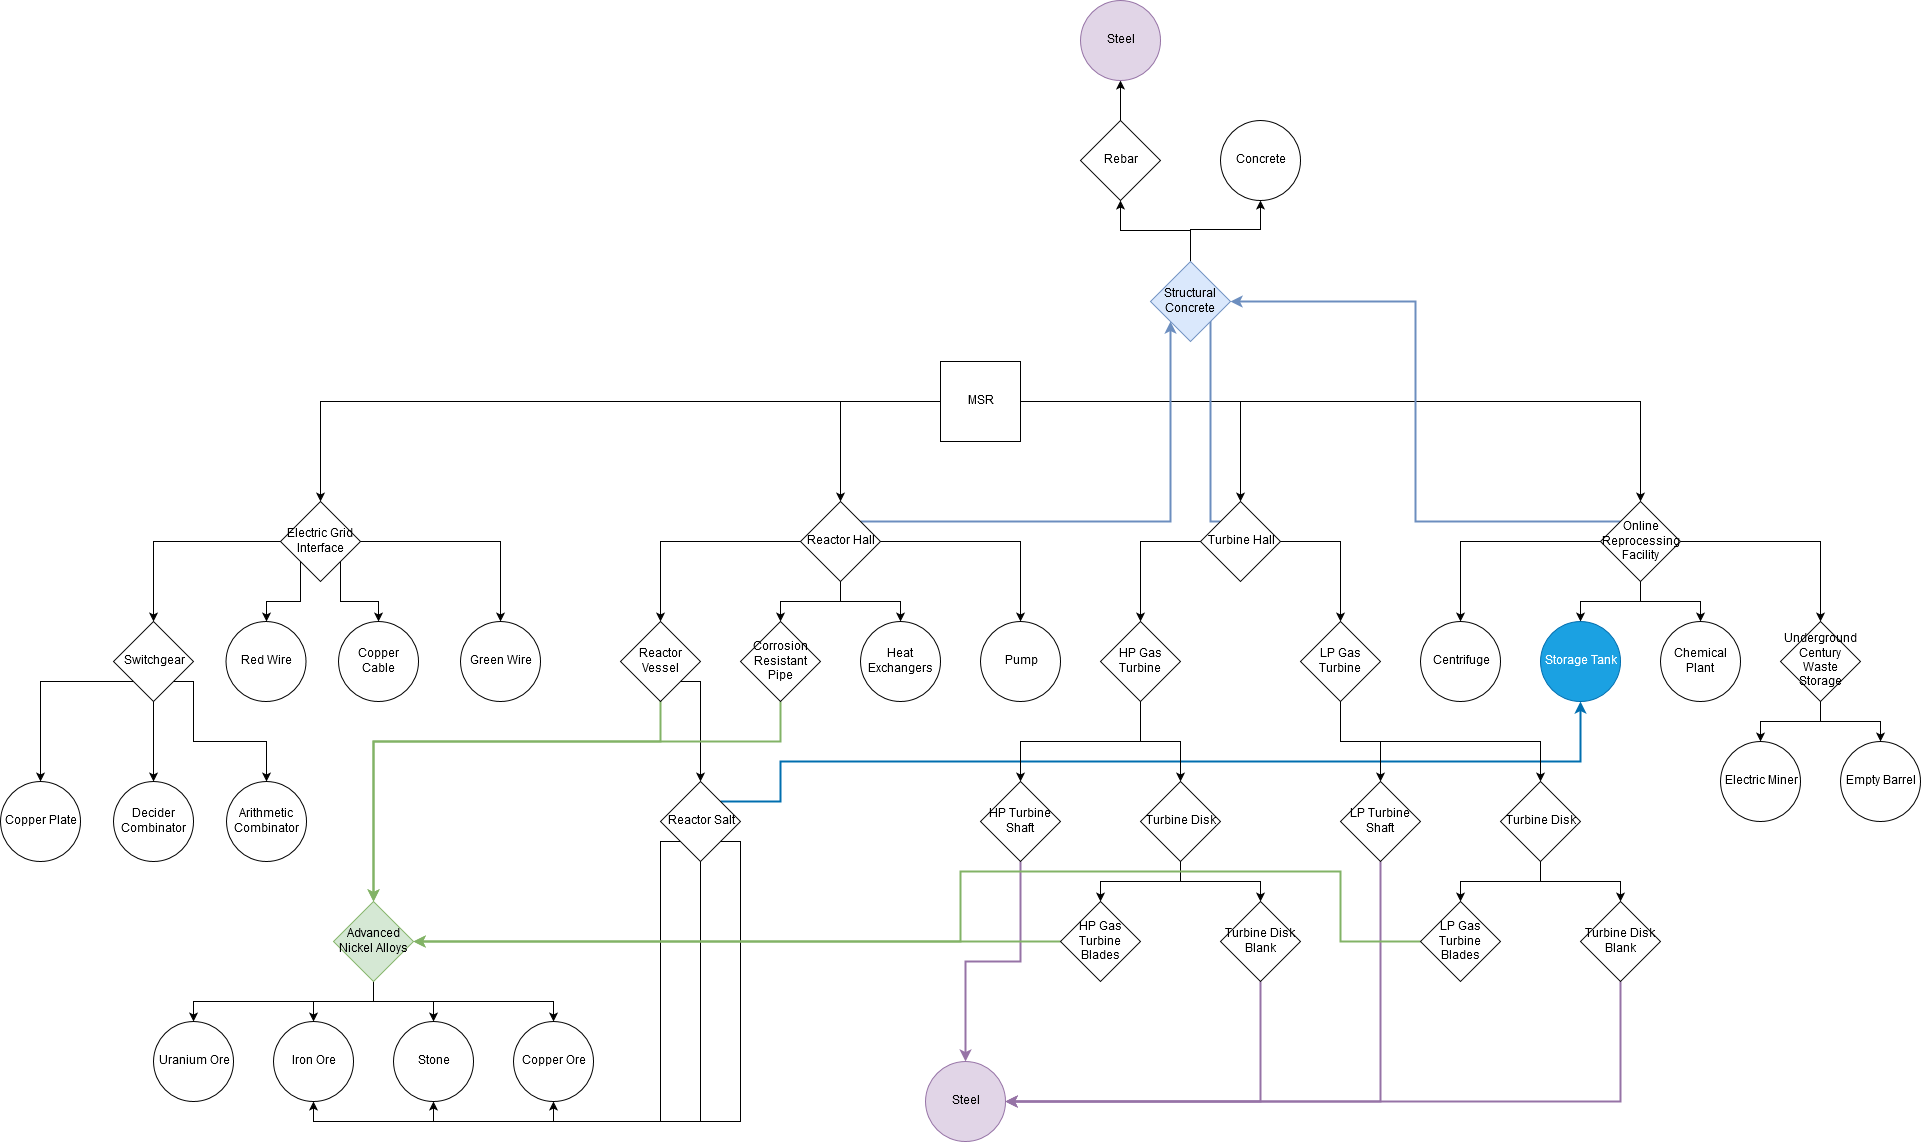 Steel
Rebar
Concrete
Structural
Concrete
MSR
Electric Grid
Interface
Reactor Hall
Turbine Hall
Online
Reprocessing
Facility
Switchgear
Red Wire
Copper
Cable
Green Wire
Reactor
Vessel
Corrosion
Resistant
Pipe
Heat
Exchangers
Pump
HP Gas
Turbine
LP Gas
Turbine
Centrifuge
Storage Tank
Chemical
Plant
Underground
Century
Waste
Storage
Copper Plate
Decider
Combinator
Arithmetic
Combinator
Reactor Salt
HP Turbine
Shaft
Turbine Disk
LP Turbine
Shaft
Turbine Disk
Electric Miner
Empty Barrel
Advanced
Nickel Alloys
HP Gas
Turbine
Blades
Turbine Disk
Blank
LP Gas
Turbine
Blades
Turbine Disk
Blank
Uranium Ore
Iron Ore
Stone
Copper Ore
Steel